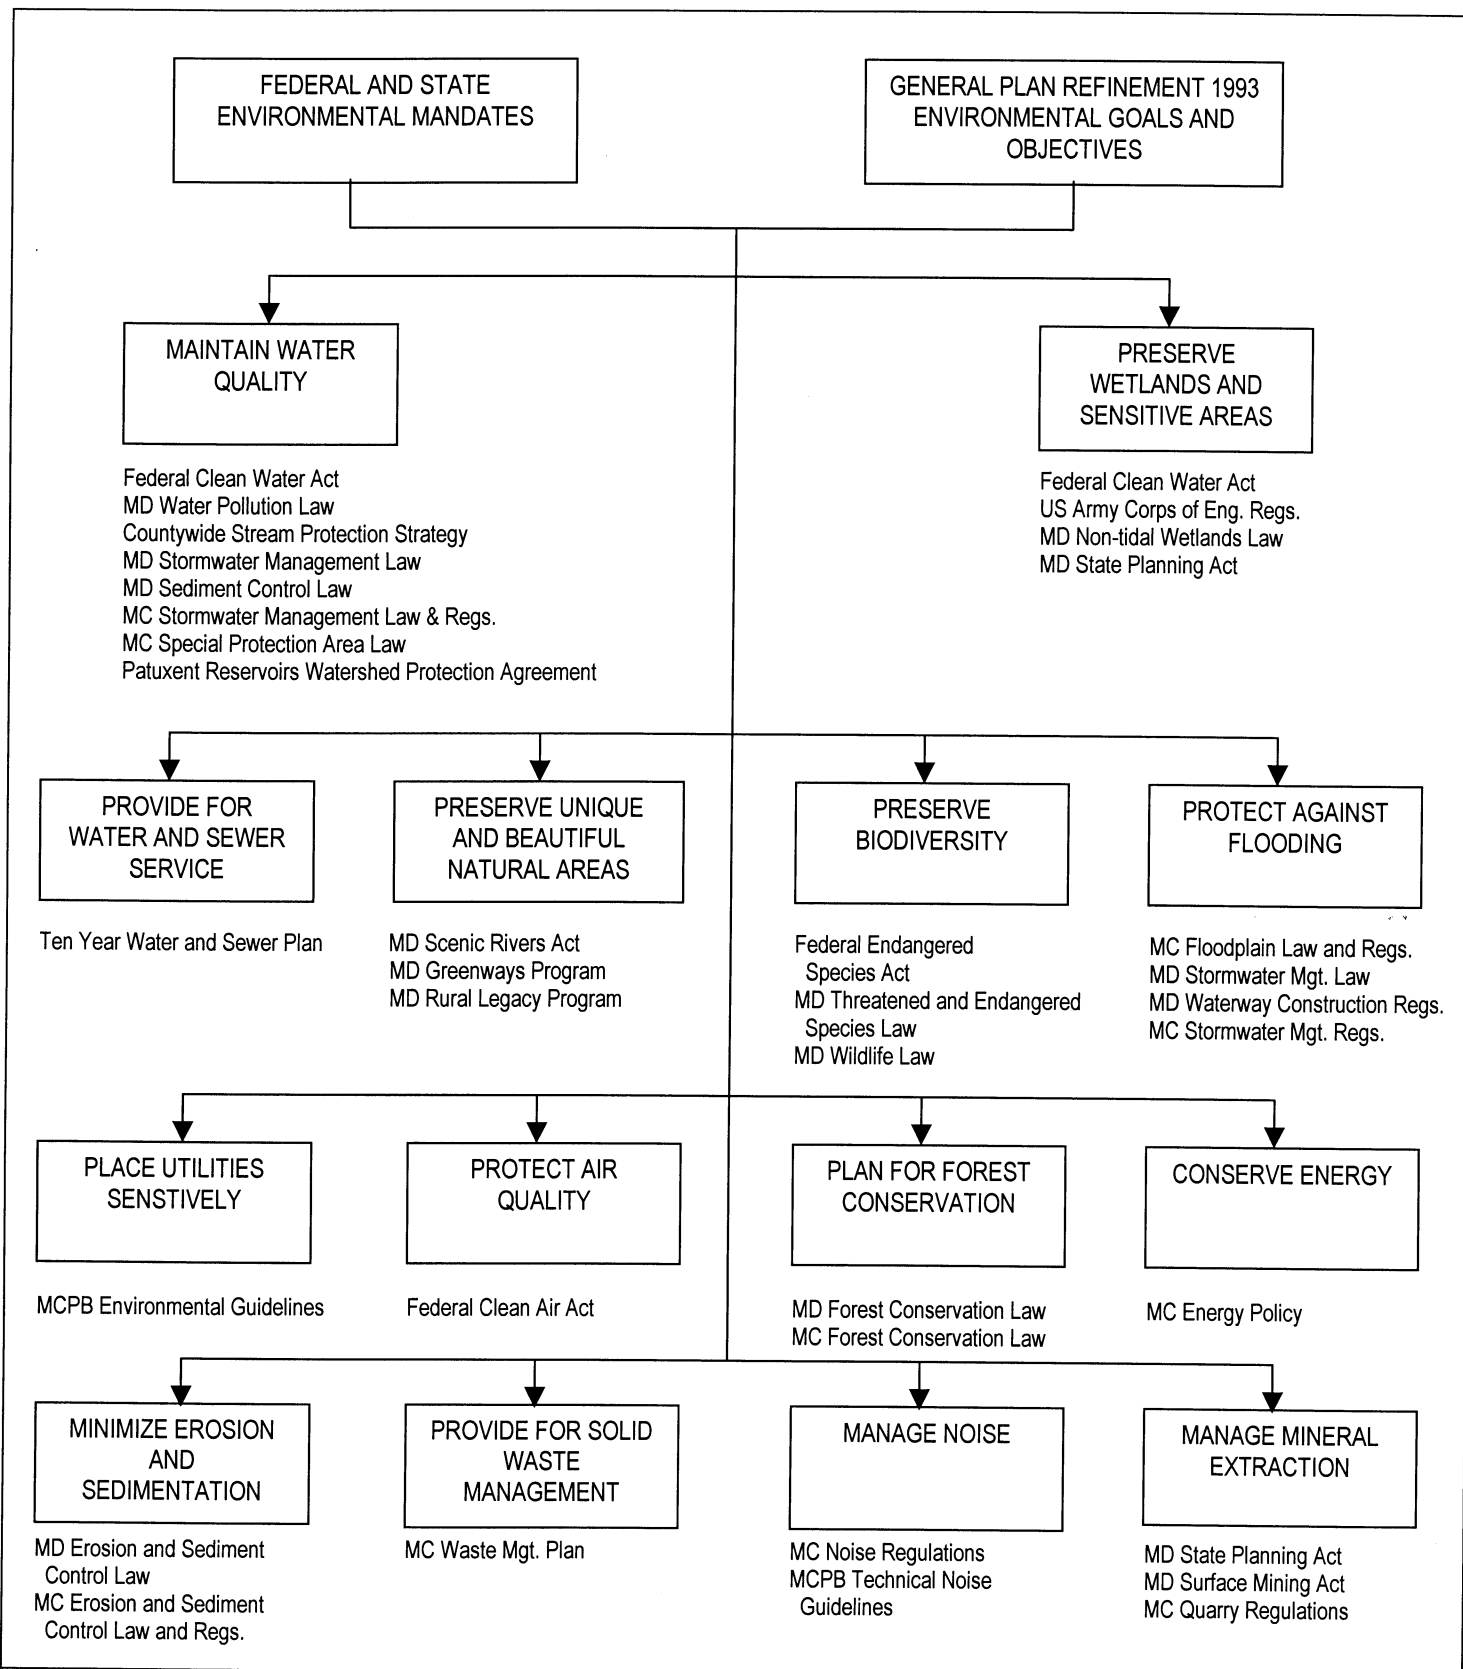 FEDERAL AND STATE
ENVIRONMENTAL MANDATES
GENERAL PLAN REFINEMENT 1993
ENVIRONMENTAL GOALS AND
OBJECTIVES
MAINTAIN WATER
QUALITY
Federal Clean Water Act
MD Water Pollution Law
Countywide Stream Protection Strategy
MD Stormwater Management Law
MD Sediment Control Law
MC Stormwater Management Law & Regs.
MC Special Protection Area Law
Patuxent Reservoirs Watershed Protection Agreement
PRESERVE
WETLANDS AND
SENSITIVE AREAS
Federal Clean Water Act
US Army Corps of Eng. Regs.
MD Non-tidal Wetlands Law
MD State Planning Act
PROVIDE FOR
WATER AND SEWER
SERVICE
Ten Year Water and Sewer Plan
PRESERVE UNIQUE
AND BEAUTIFUL
NATURAL AREAS
MD Scenic Rivers Act
MD Greenways Program
MD Rural Legacy Program
PRESERVE
BIODIVERSITY
Federal Endangered
Species Act
MD Threatened and Endangered
Species Law
MD Wildlife Law
PROTECT AGAINST
FLOODING
MC Floodplain Law and Regs.
MD Stormwater Mgt. Law
MD Waterway Construction Regs.
MC Stormwater Mgt. Regs.
PLACE UTILITIES
SENSTIVELY
MCPB Environmental Guidelines
PROTECT AIR
QUALITY
Federal Clean Air Act
PLAN FOR FOREST
CONSERVATION
MD Forest Conservation Law
MC Forest Conservation Law
CONSERVE ENERGY
MC Energy Policy
MINIMIZE EROSION
AND
SEDIMENTATION
MD Erosion and Sediment
Control Law
MC Erosion and Sediment
Control Law and Regs.
PROVIDE FOR SOLID
WASTE
MANAGEMENT
MC Waste Mgt. Plan
MANAGE NOISE
MC Noise Regulations
MCPB Technical Noise
Guidelines
MANAGE MINERAL
EXTRACTION
MD State Planning Act
MD Surface Mining Act
MC Quarry Regulations